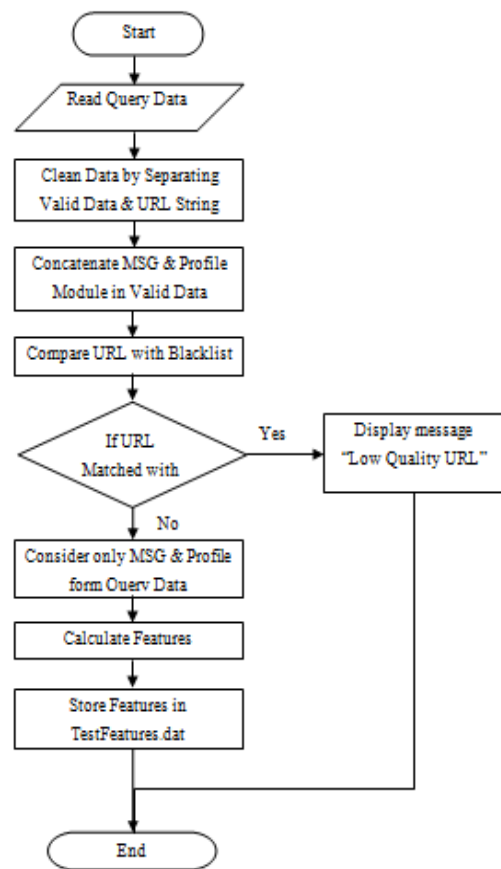 Start
Read Query Data
Clean Data by Separating
Valid Data & URL String
Concatenate MSG & Profile
Module in Valid Data
Compare URL with Blacklist
If URL
Matched with
Yes
Display message
“Low Quality URL”
No
Consider only MSG & Profile
form Query Data
Calculate Features
Store Features in
TestFeatures.dat
End